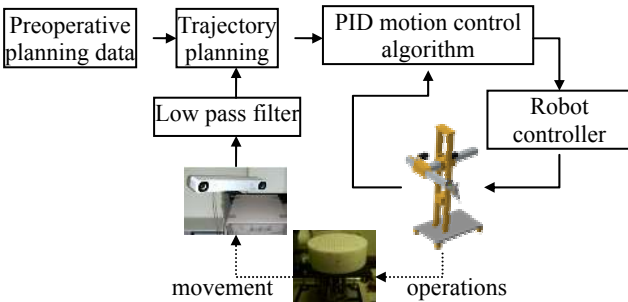 Preoperative
planning data
Trajectory
planning
PID motion control
algorithm
Low pass filter
Robot
controller
movement
operations